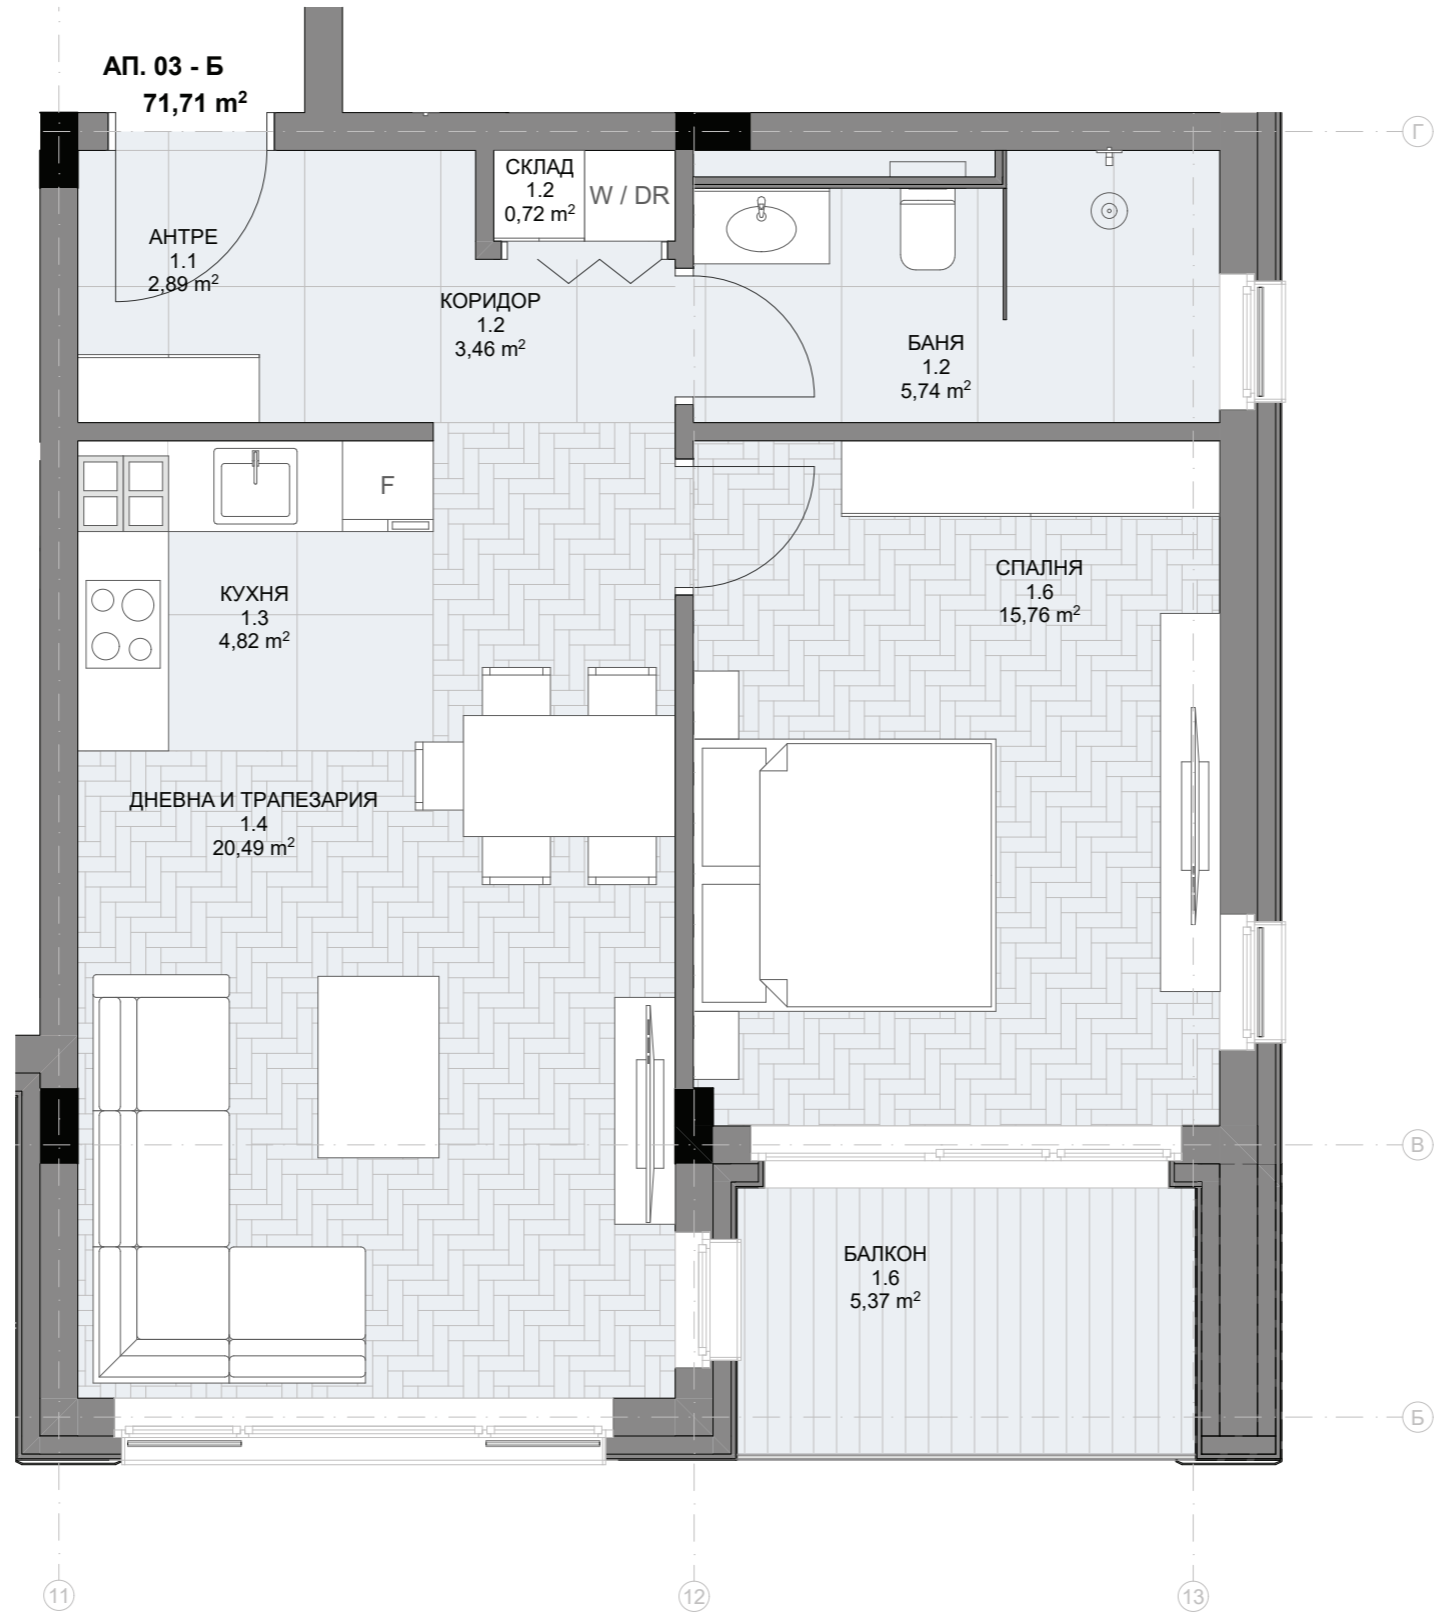 АП. 03 - Б
71,71 m²
Г
СКЛАД
1.2
0,72 m²
W / DR
АНТРЕ
1.1
2,89 m²
КОРИДОР
1.2
3,46 m²
БАНЯ
1.2
5,74 m²
F
КУХНЯ
1.3
4,82 m²
СПАЛНЯ
1.6
15,76 m²
ДНЕВНА И ТРАПЕЗАРИЯ
1.4
20,49 m²
В
БАЛКОН
1.6
5,37 m²
Б
11
12
13